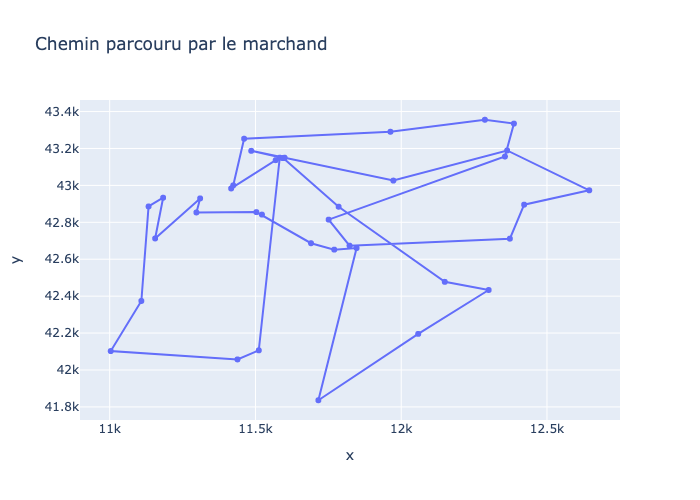 Chemin parcouru par le marchand
43.4k
43.2k
43k
42.8k
42.6k
42.4k
42.2k
42k
41.8k
y
11k 11.5k 12k 12.5k
x